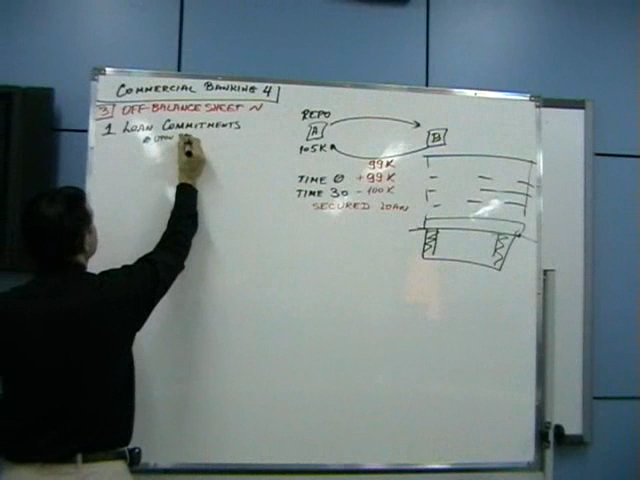 COMMERCIAL BANKING 4
3 OFF-BALANCE SHEET ~
1 LOAN COMMITMENTS
UPON
REPO
A
B
105K
99K
TIME 0 + 99K
TIME 30 - 100K
SECURED LOAN